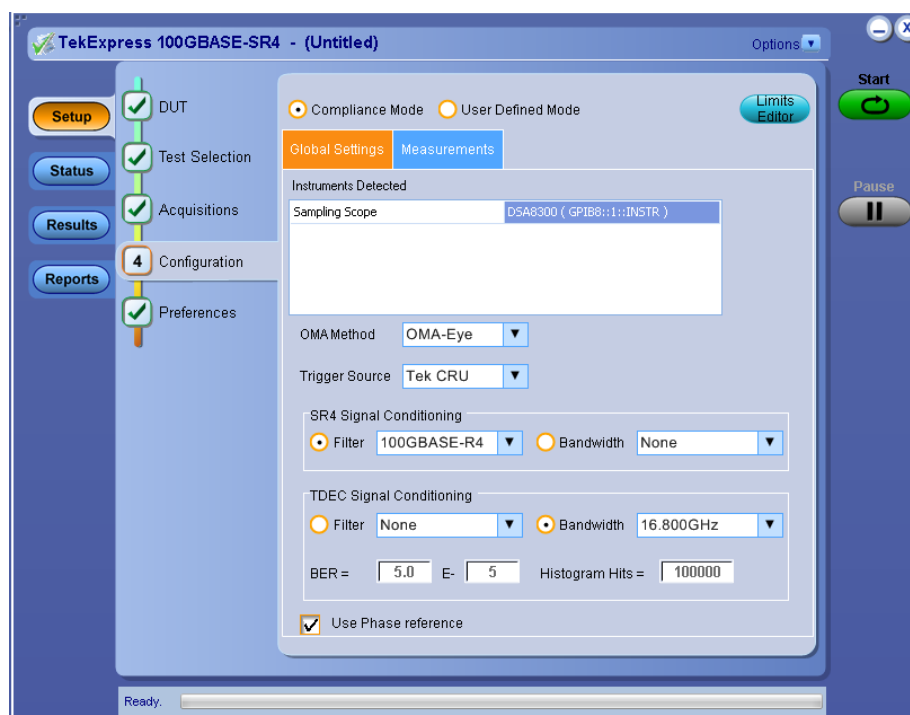 TekExpress 100GBASE-SR4 - (Untitled)
Options
Start
Pause
Setup
Status
Results
Reports
DUT
Test Selection
Acquisitions
4 Configuration
Preferences
Compliance Mode User Defined Mode
Limits
Editor
Global Settings Measurements
Instruments Detected
Sampling Scope DSA8300 ( GPIB8::1::INSTR )
OMA Method OMA-Eye
Trigger Source Tek CRU
SR4 Signal Conditioning
Filter 100GBASE-R4 Bandwidth None
TDEC Signal Conditioning
Filter None Bandwidth 16.800GHz
BER = 5.0 E- 5 Histogram Hits = 100000
Use Phase reference
Ready.